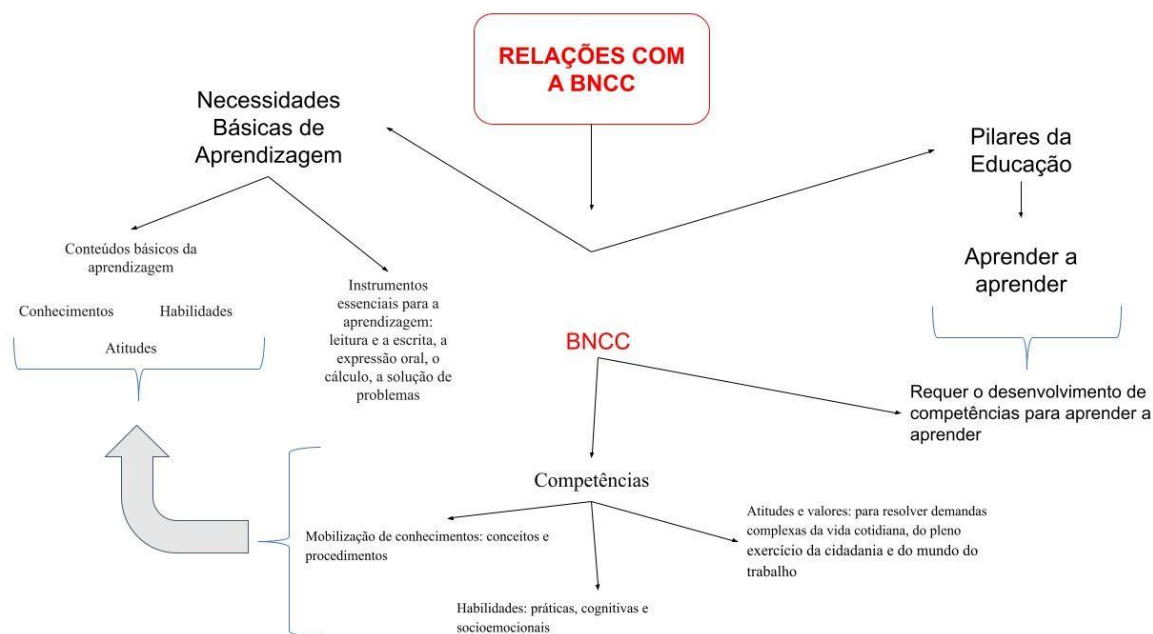 RELAÇÕES COM
A BNCC
Necessidades
Básicas de
Aprendizagem
Pilares da
Educação
Conteúdos básicos da
aprendizagem
Conhecimentos
Habilidades
Atitudes
Instrumentos
essenciais para a
aprendizagem:
leitura e a escrita, a
expressão oral, o
cálculo, a solução de
problemas
Aprender a
aprender
BNCC
Requer o desenvolvimento de
competências para aprender a
aprender
Competências
Mobilização de conhecimentos: conceitos e
procedimentos
Atitudes e valores: para resolver demandas
complexas da vida cotidiana, do pleno
exercício da cidadania e do mundo do
trabalho
Habilidades: práticas, cognitivas e
socioemocionais